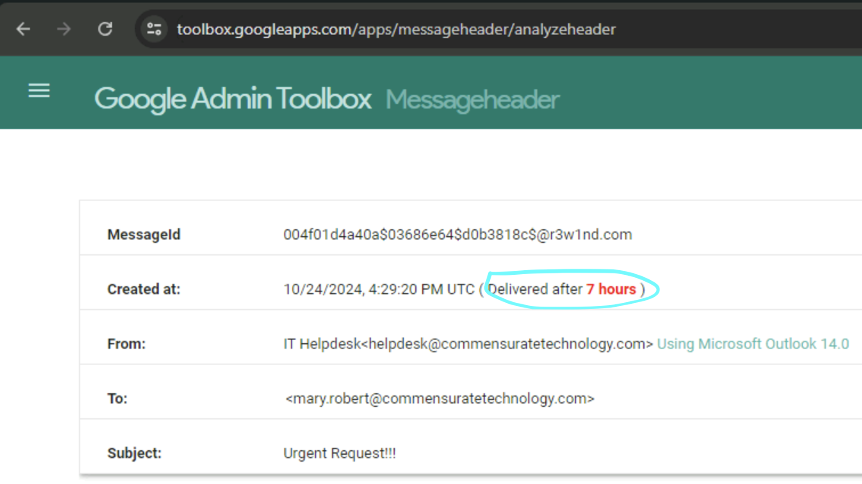 toolbox.googleapps.com/apps/messageheader/analyzeheader
Google Admin Toolbox Messageheader
MessageId 004f01d4a40a$03686e64$d0b3818c$@r3w1nd.com
Created at: 10/24/2024, 4:29:20 PM UTC ( Delivered after 7 hours )
From: IT Helpdesk<helpdesk@commensuratetechnology.com> Using Microsoft Outlook 14.0
To: <mary.robert@commensuratetechnology.com>
Subject: Urgent Request!!!